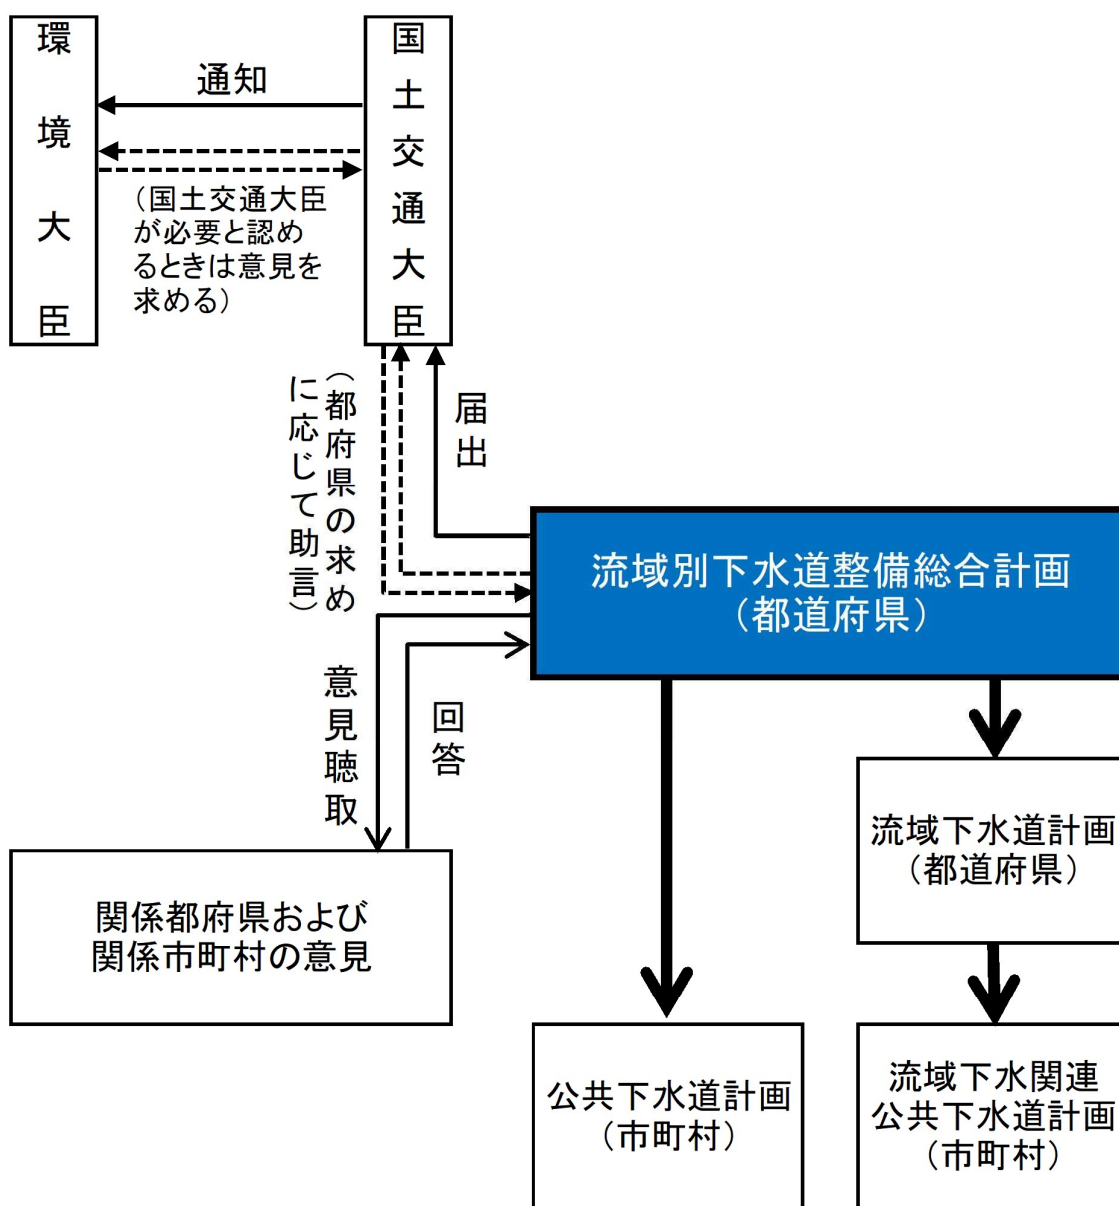 環境大臣
通知
国土交通大臣
（国土交通大臣
が必要と認め
るときは意見を
求める）
（都府県の求め
に応じて助言）
届出
流域別下水道整備総合計画
（都道府県）
意見聴取
回答
関係都府県および
関係市町村の意見
流域下水道計画
（都道府県）
公共下水道計画
（市町村）
流域下水関連
公共下水道計画
（市町村）